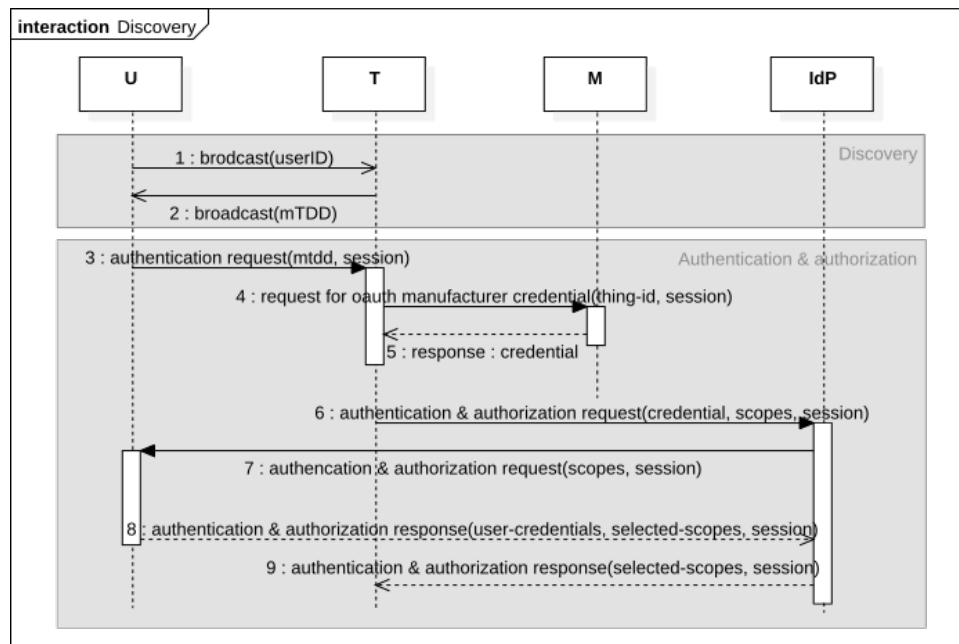 interaction Discovery
U
T
M
IdP
Discovery
1 : brodcast(userID)
2 : broadcast(mTDD)
Authentication & authorization
3 : authentication request(mtdd, session)
4 : request for oauth manufacturer credential(thing-id, session)
5 : response : credential
6 : authentication & authorization request(credential, scopes, session)
7 : authencation & authorization request(scopes, session)
8 : authentication & authorization response(user-credentials, selected-scopes, session)
9 : authentication & authorization response(selected-scopes, session)